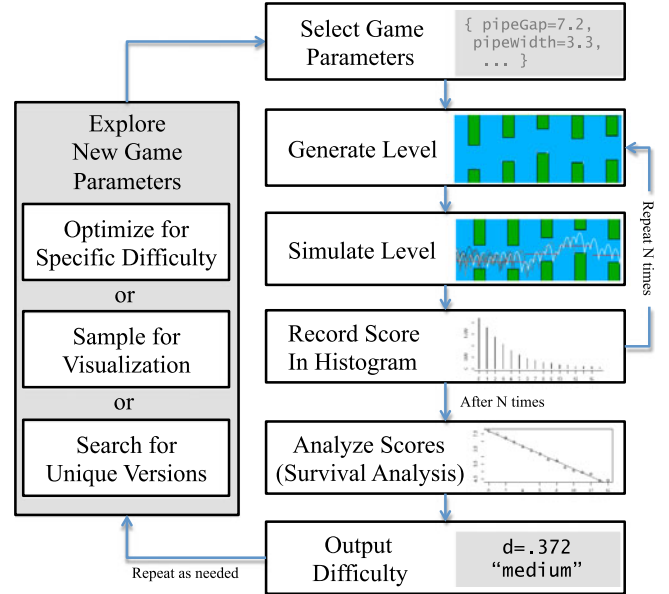 Select Game
Parameters
{ pipeGap=7.2,
pipeWidth=3.3,
... }
Explore
New Game
Parameters
Optimize for
Specific Difficulty
or
Sample for
Visualization
or
Search for
Unique Versions
Generate Level
Simulate Level
Repeat N times
Record Score
In Histogram
After N times
Analyze Scores
(Survival Analysis)
Output
Difficulty
d=.372
“medium”
Repeat as needed